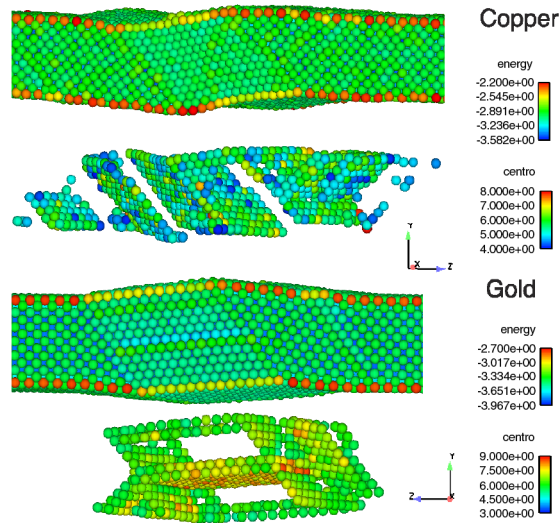 Copper
energy
-2.200e+00
-2.545e+00
-2.891e+00
-3.236e+00
-3.582e+00
centro
8.000e+00
7.000e+00
6.000e+00
5.000e+00
4.000e+00
Y
X
Z
Gold
energy
-2.700e+00
-3.017e+00
-3.334e+00
-3.651e+00
-3.967e+00
centro
9.000e+00
7.500e+00
6.000e+00
4.500e+00
3.000e+00
Y
Z
X